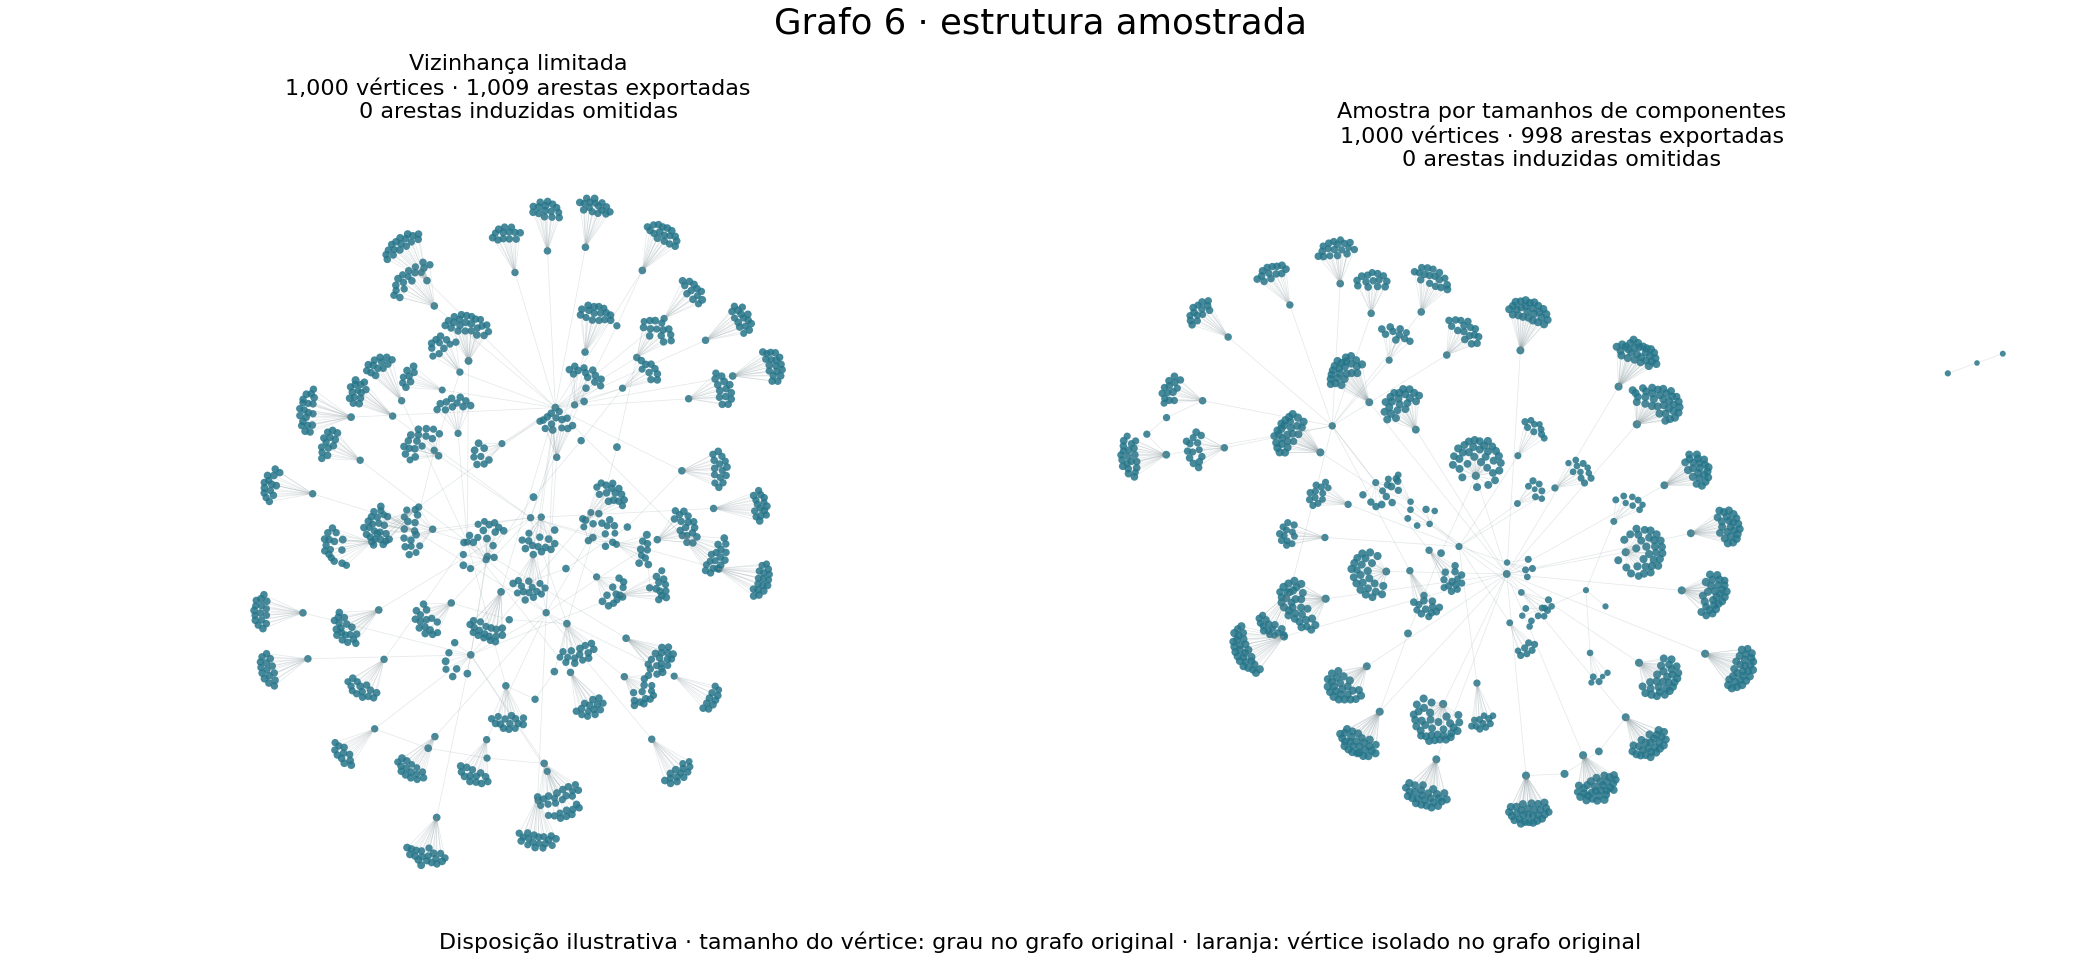 Grafo 6 · estrutura amostrada
Vizinhança limitada
1,000 vértices · 1,009 arestas exportadas
0 arestas induzidas omitidas
Amostra por tamanhos de componentes
1,000 vértices · 998 arestas exportadas
0 arestas induzidas omitidas
Disposição ilustrativa · tamanho do vértice: grau no grafo original · laranja: vértice isolado no grafo original